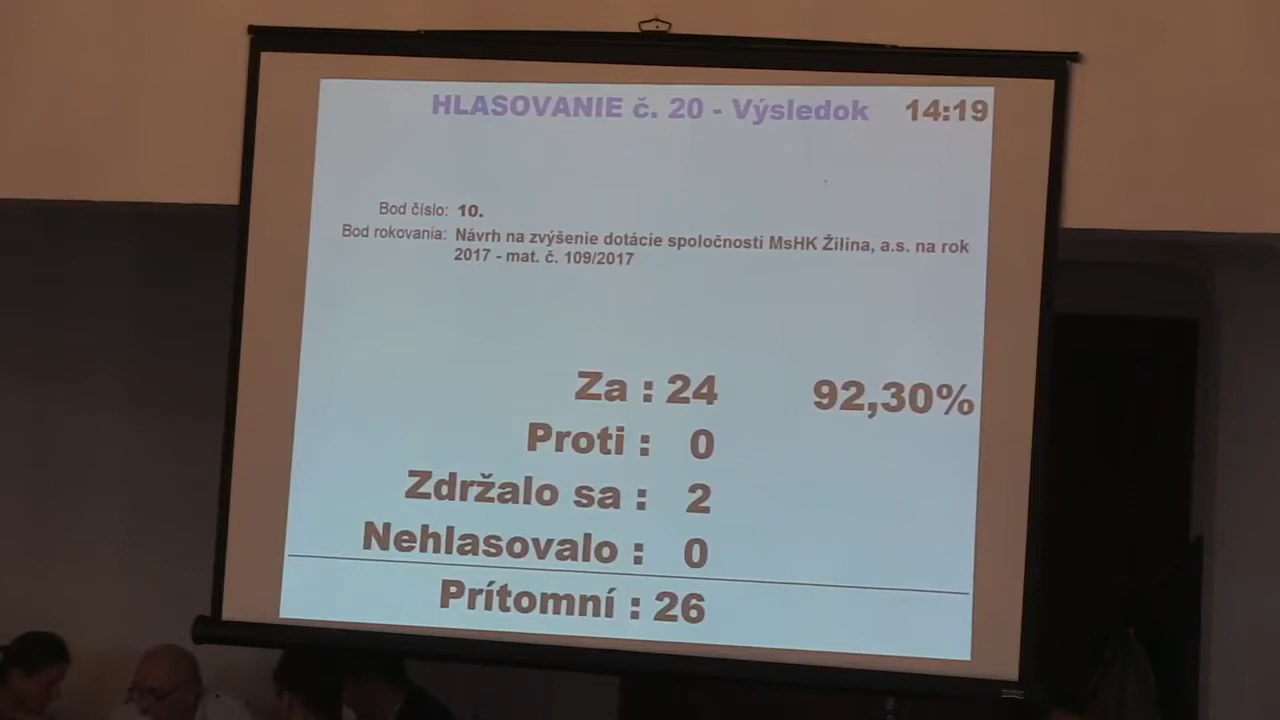 HLASOVANIE č. 20 - Výsledok 14:19
Bod číslo: 10.
Bod rokovania: Návrh na zvýšenie dotácie spoločnosti MsHK Žilina, a.s. na rok
2017 - mat. č. 109/2017
Za : 24 92,30%
Proti : 0
Zdržalo sa : 2
Nehlasovalo : 0
Prítomní : 26